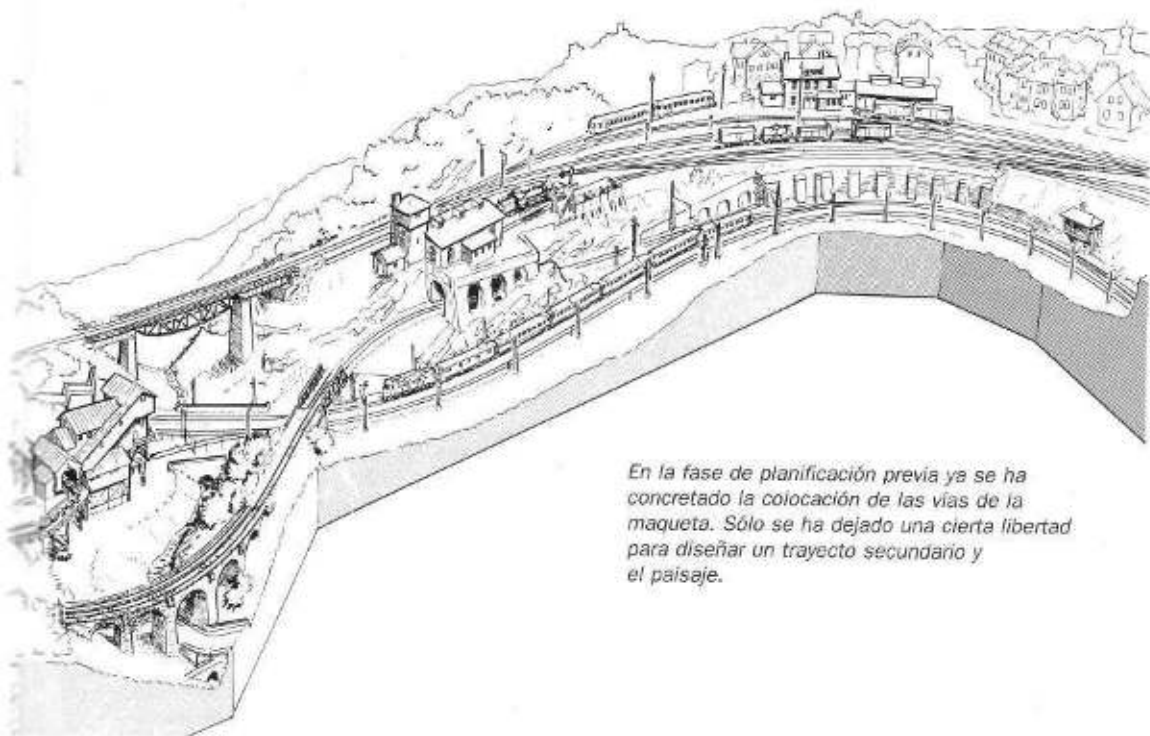 En la fase de planificación previa ya se ha
concretado la colocación de las vías de la
maqueta. Sólo se ha dejado una cierta libertad
para diseñar un trayecto secundario y
el paisaje.